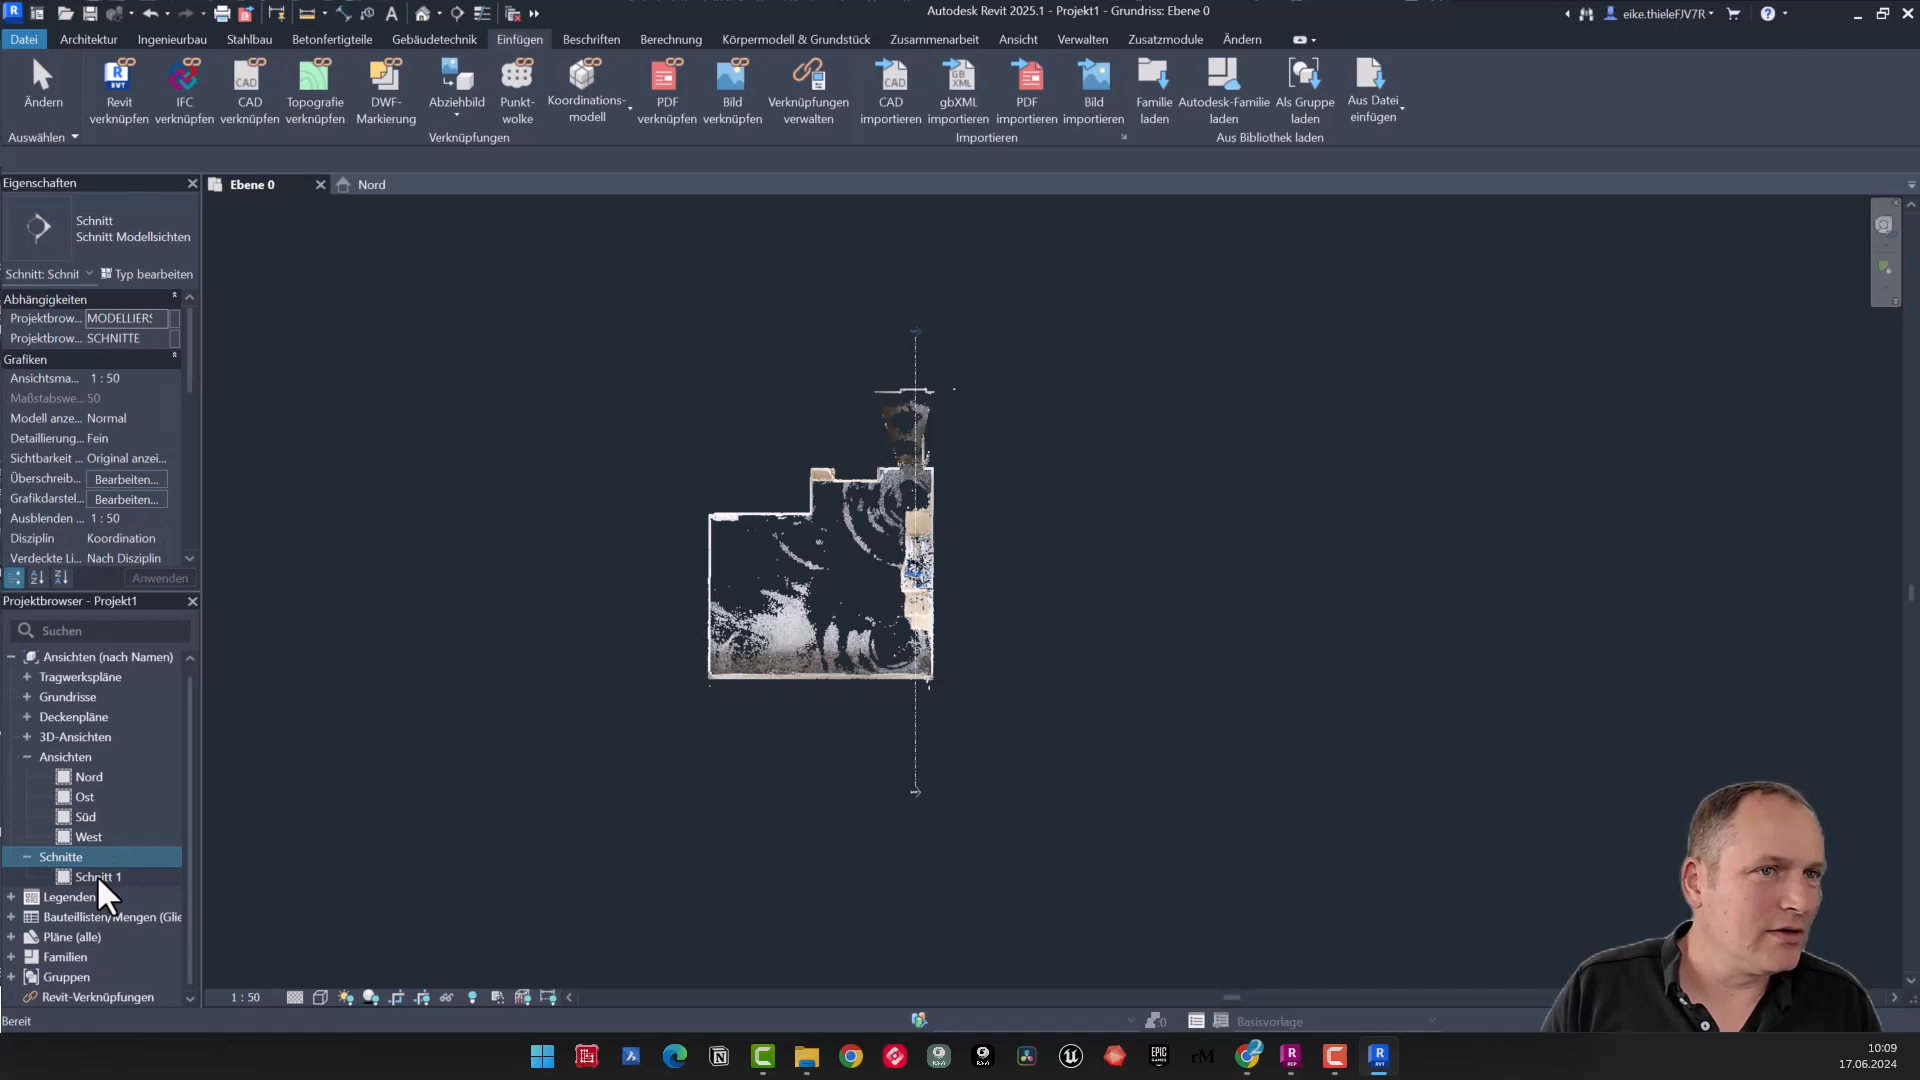 Autodesk Revit 2025.1 - Projekt1 - Grundriss: Ebene 0
eike.thieleFJV7R
Datei Architektur Ingenieurbau Stahlbau Betonfertigteile Gebäudetechnik Einfügen Beschriften Berechnung Körpermodell & Grundstück Zusammenarbeit Ansicht Verwalten Zusatzmodule Ändern
Ändern
Revit verknüpfen
IFC verknüpfen
CAD verknüpfen
Topografie verknüpfen
DWF-Markierung
Abziehbild
Punkt-wolke
Koordinations-modell
PDF verknüpfen
Bild verknüpfen
Verknüpfungen verwalten
CAD importieren
gbXML importieren
PDF importieren
Bild importieren
Familie laden
Autodesk-Familie laden
Als Gruppe laden
Aus Datei einfügen
Auswählen Verknüpfungen Importieren Aus Bibliothek laden
Eigenschaften
Ebene 0 Nord
Schnitt
Schnitt Modellsichten
Schnitt: Schnit Typ bearbeiten
Abhängigkeiten
Projektbrow... MODELLIERS
Projektbrow... SCHNITTE
Grafiken
Ansichtsma... 1 : 50
Maßstabswe... 50
Modell anze... Normal
Detaillierung... Fein
Sichtbarkeit ... Original anzei...
Überschreib... Bearbeiten...
Grafikdarstel... Bearbeiten...
Ausblenden ... 1 : 50
Disziplin Koordination
Verdeckte Li... Nach Disziplin
Anwenden
Projektbrowser - Projekt1
Suchen
Ansichten (nach Namen)
Tragwerkspläne
Grundrisse
Deckenpläne
3D-Ansichten
Ansichten
Nord
Ost
Süd
West
Schnitte
Schnitt 1
Legenden
Bauteillisten/Mengen (Glie
Pläne (alle)
Familien
Gruppen
Revit-Verknüpfungen
1 : 50
Bereit
:0
Basisvorlage
10:09
17.06.2024